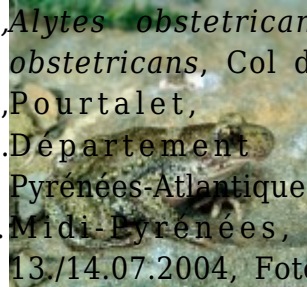 ,Alytes obstetrican
obstetricans, Col d
,Pourtalet,
.Département
Pyrénées-Atlantique
.Midi-Pyrénées,
13./14.07.2004, Fot